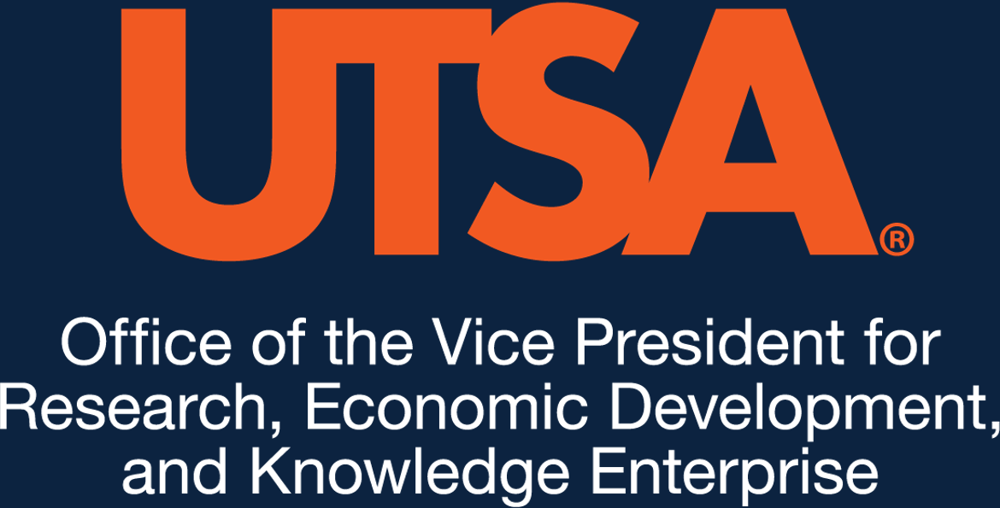 UTSA®
Office of the Vice President for
Research, Economic Development,
and Knowledge Enterprise